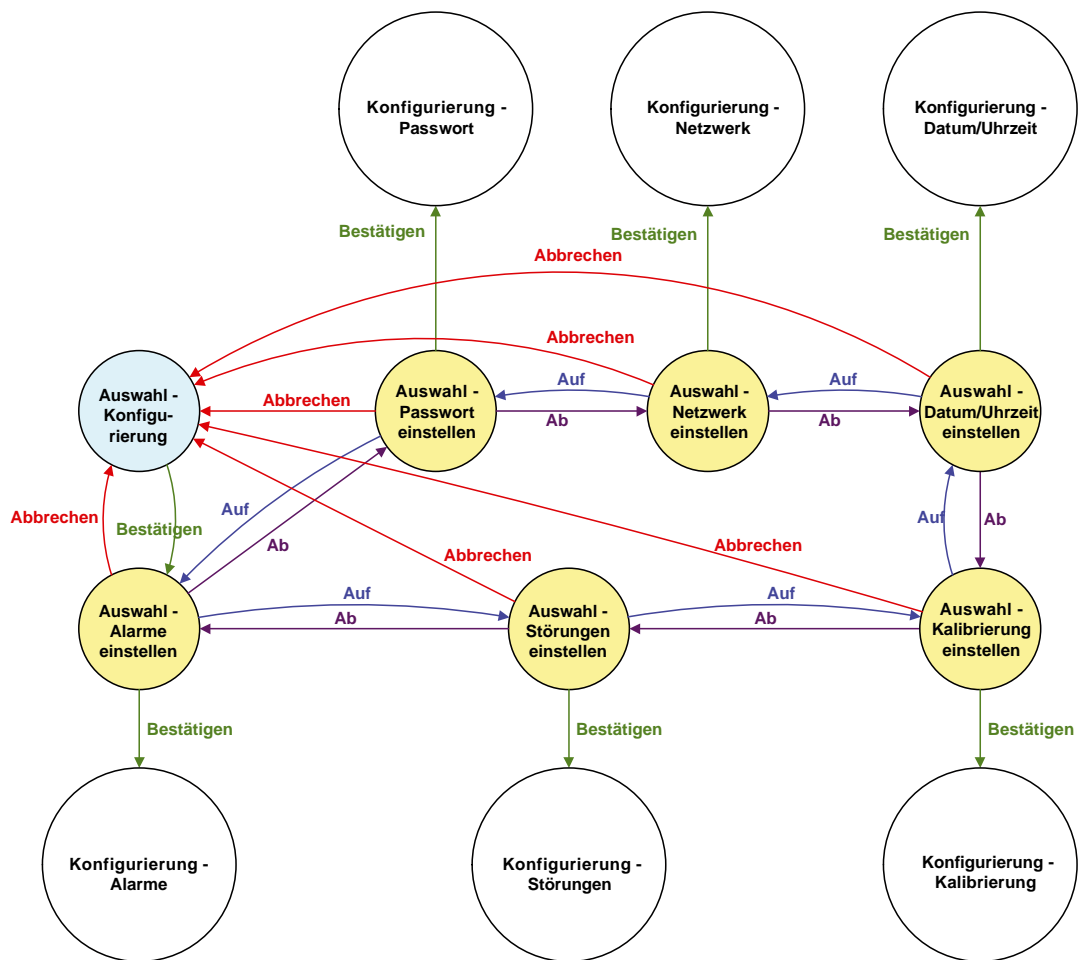 Konfigurierung -
Passwort
Konfigurierung -
Netzwerk
Konfigurierung -
Datum/Uhrzeit
Bestätigen
Bestätigen
Bestätigen
Abbrechen
Abbrechen
Auswahl -
Konfigu-
rierung
Abbrechen
Auswahl -
Passwort
einstellen
Auf
Ab
Auswahl -
Netzwerk
einstellen
Auf
Ab
Auswahl -
Datum/Uhrzeit
einstellen
Abbrechen
Bestätigen
Auf
Ab
Abbrechen
Abbrechen
Auf
Ab
Auswahl -
Alarme
einstellen
Auf
Ab
Auswahl -
Störungen
einstellen
Auf
Ab
Auswahl -
Kalibrierung
einstellen
Bestätigen
Bestätigen
Bestätigen
Konfigurierung -
Alarme
Konfigurierung -
Störungen
Konfigurierung -
Kalibrierung